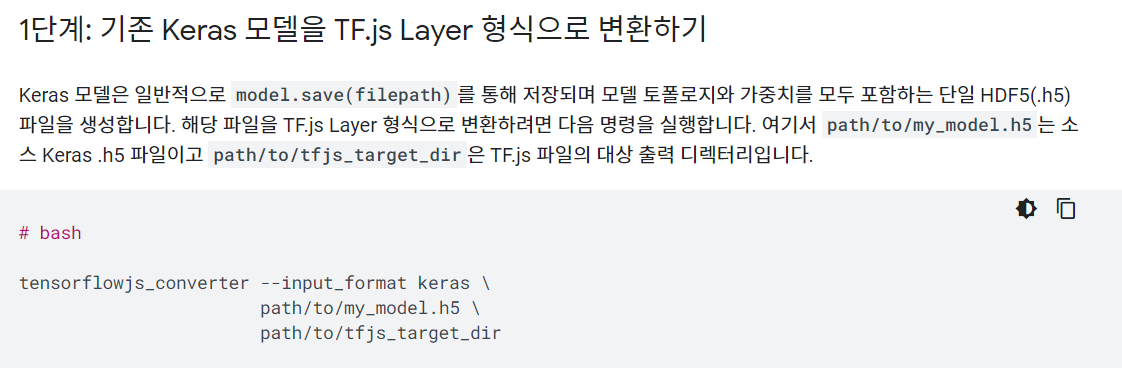 1단계: 기존 Keras 모델을 TF.js Layer 형식으로 변환하기
Keras 모델은 일반적으로 model.save(filepath) 를 통해 저장되며 모델 토폴로지와 가중치를 모두 포함하는 단일 HDF5(.h5)
파일을 생성합니다. 해당 파일을 TF.js Layer 형식으로 변환하려면 다음 명령을 실행합니다. 여기서 path/to/my_model.h5 는 소
스 Keras .h5 파일이고 path/to/tfjs_target_dir 은 TF.js 파일의 대상 출력 디렉터리입니다.
# bash
tensorflowjs_converter --input_format keras \
path/to/my_model.h5 \
path/to/tfjs_target_dir